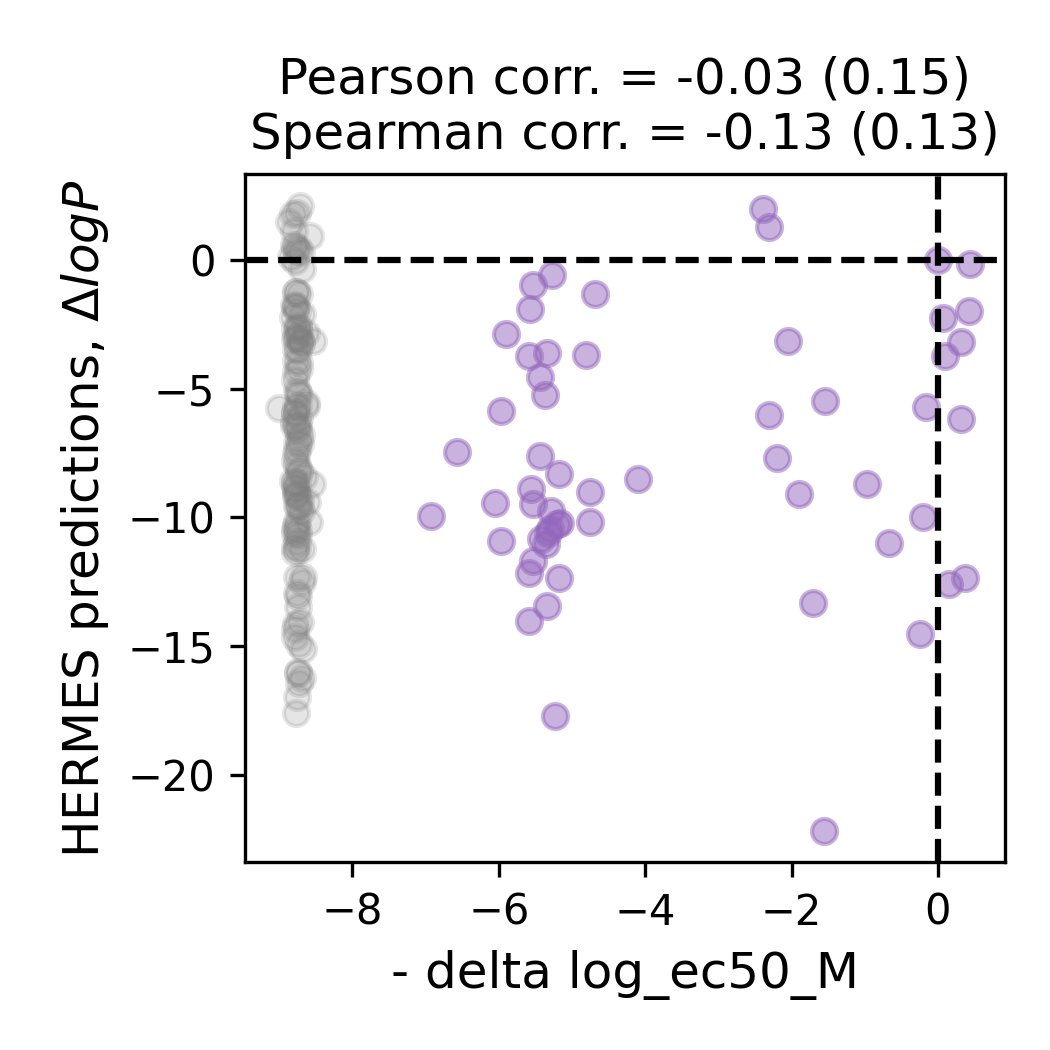 Pearson corr. = -0.03 (0.15)
Spearman corr. = -0.13 (0.13)
HERMES predictions, ΔlogP
0
−5
−10
−15
−20
−8
−6
−4
−2
0
- delta log_ec50_M